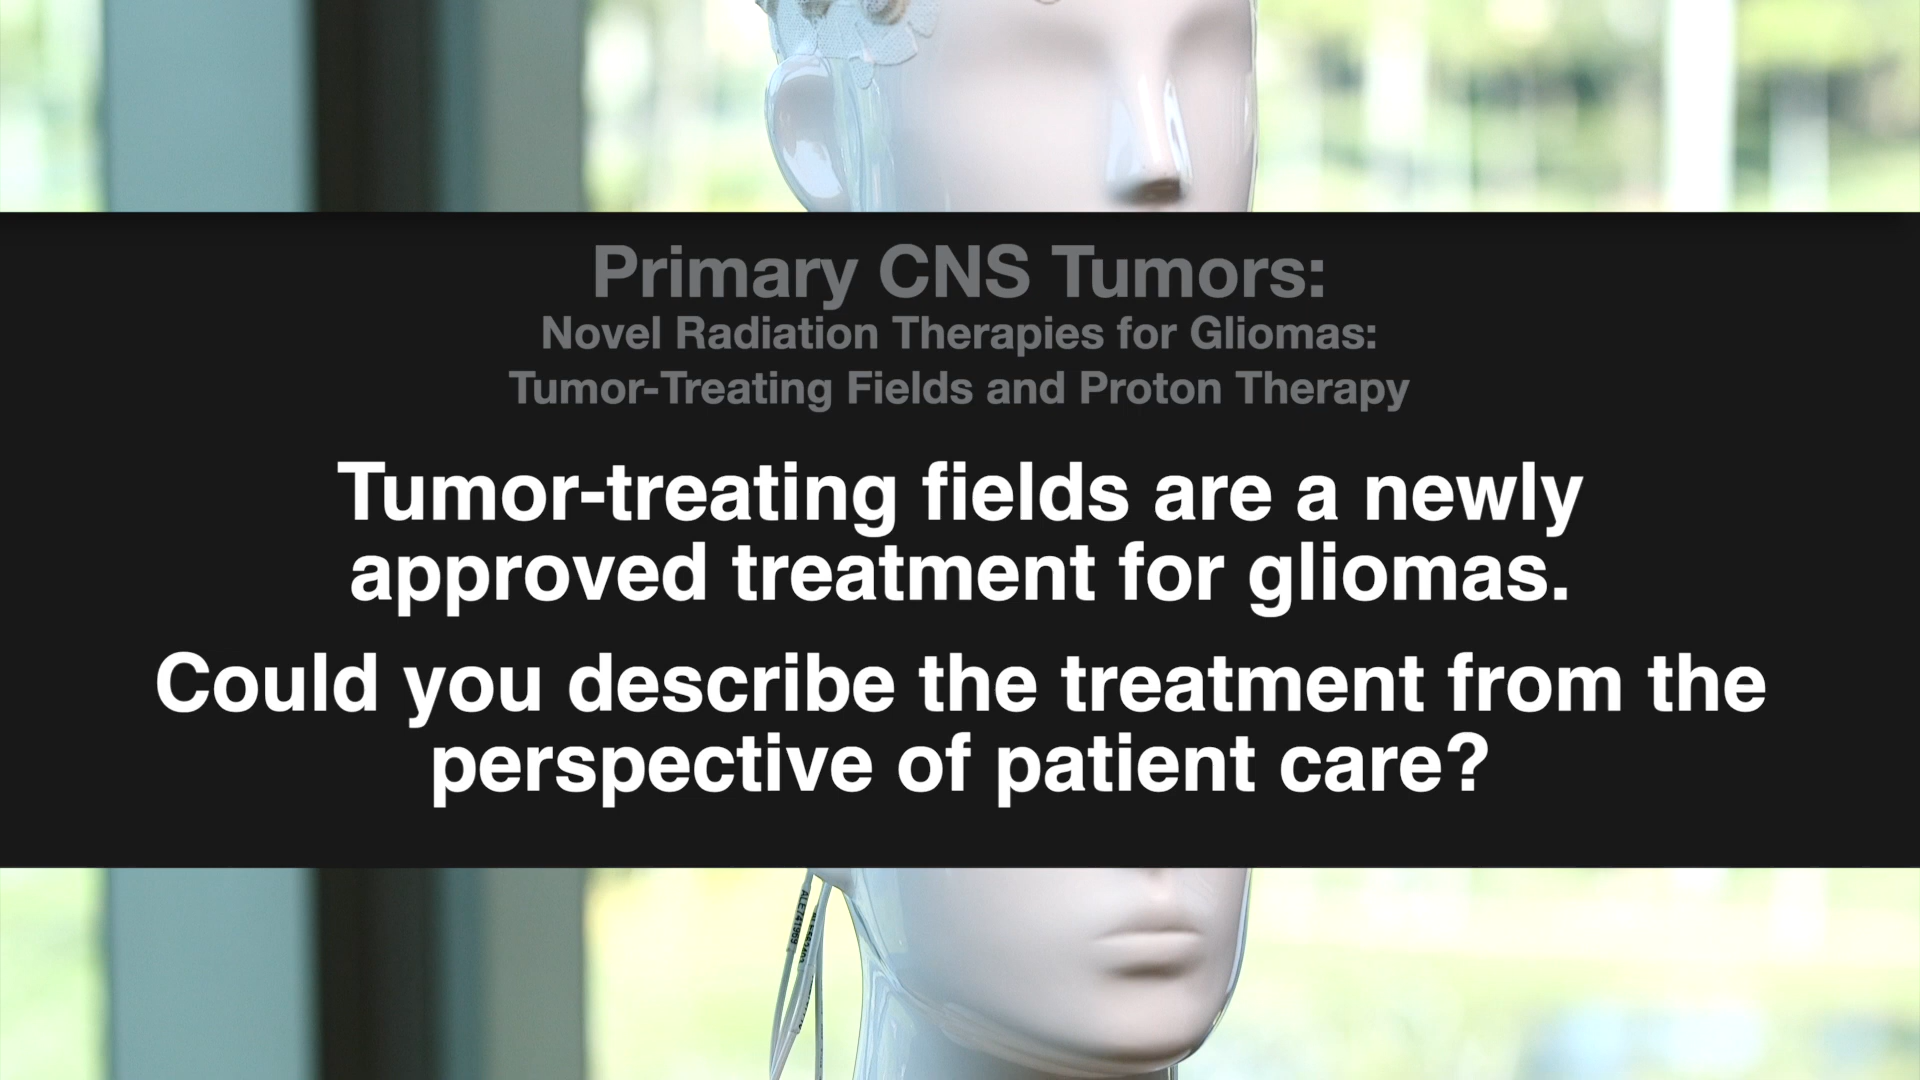 Primary CNS Tumors:
Novel Radiation Therapies for Gliomas:
Tumor-Treating Fields and Proton Therapy
Tumor-treating fields are a newly
approved treatment for gliomas.
Could you describe the treatment from the
perspective of patient care?